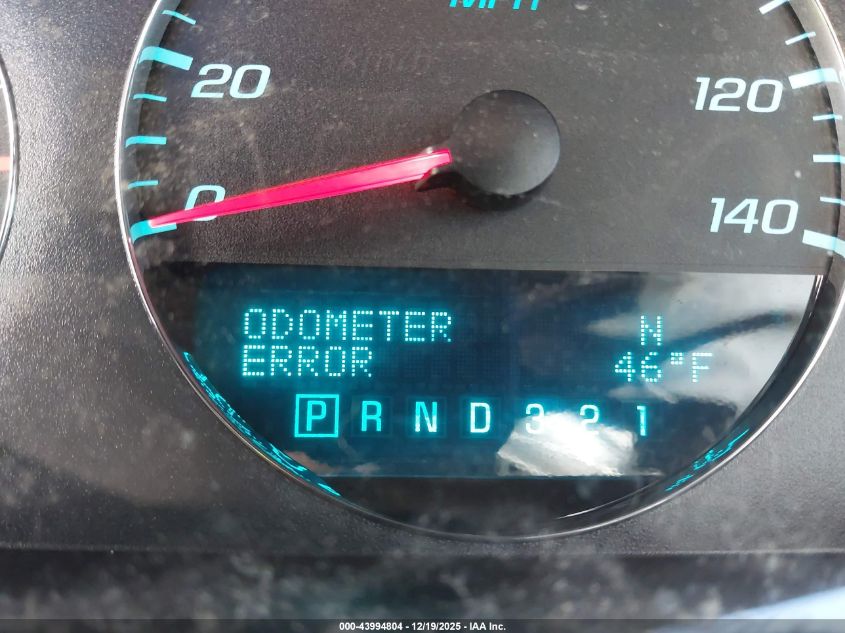 MPH
20
120
0
140
ODOMETER N
ERROR 46°F
P R N D 3 2 1
000-43994804 - 12/19/2025 - IAA Inc.